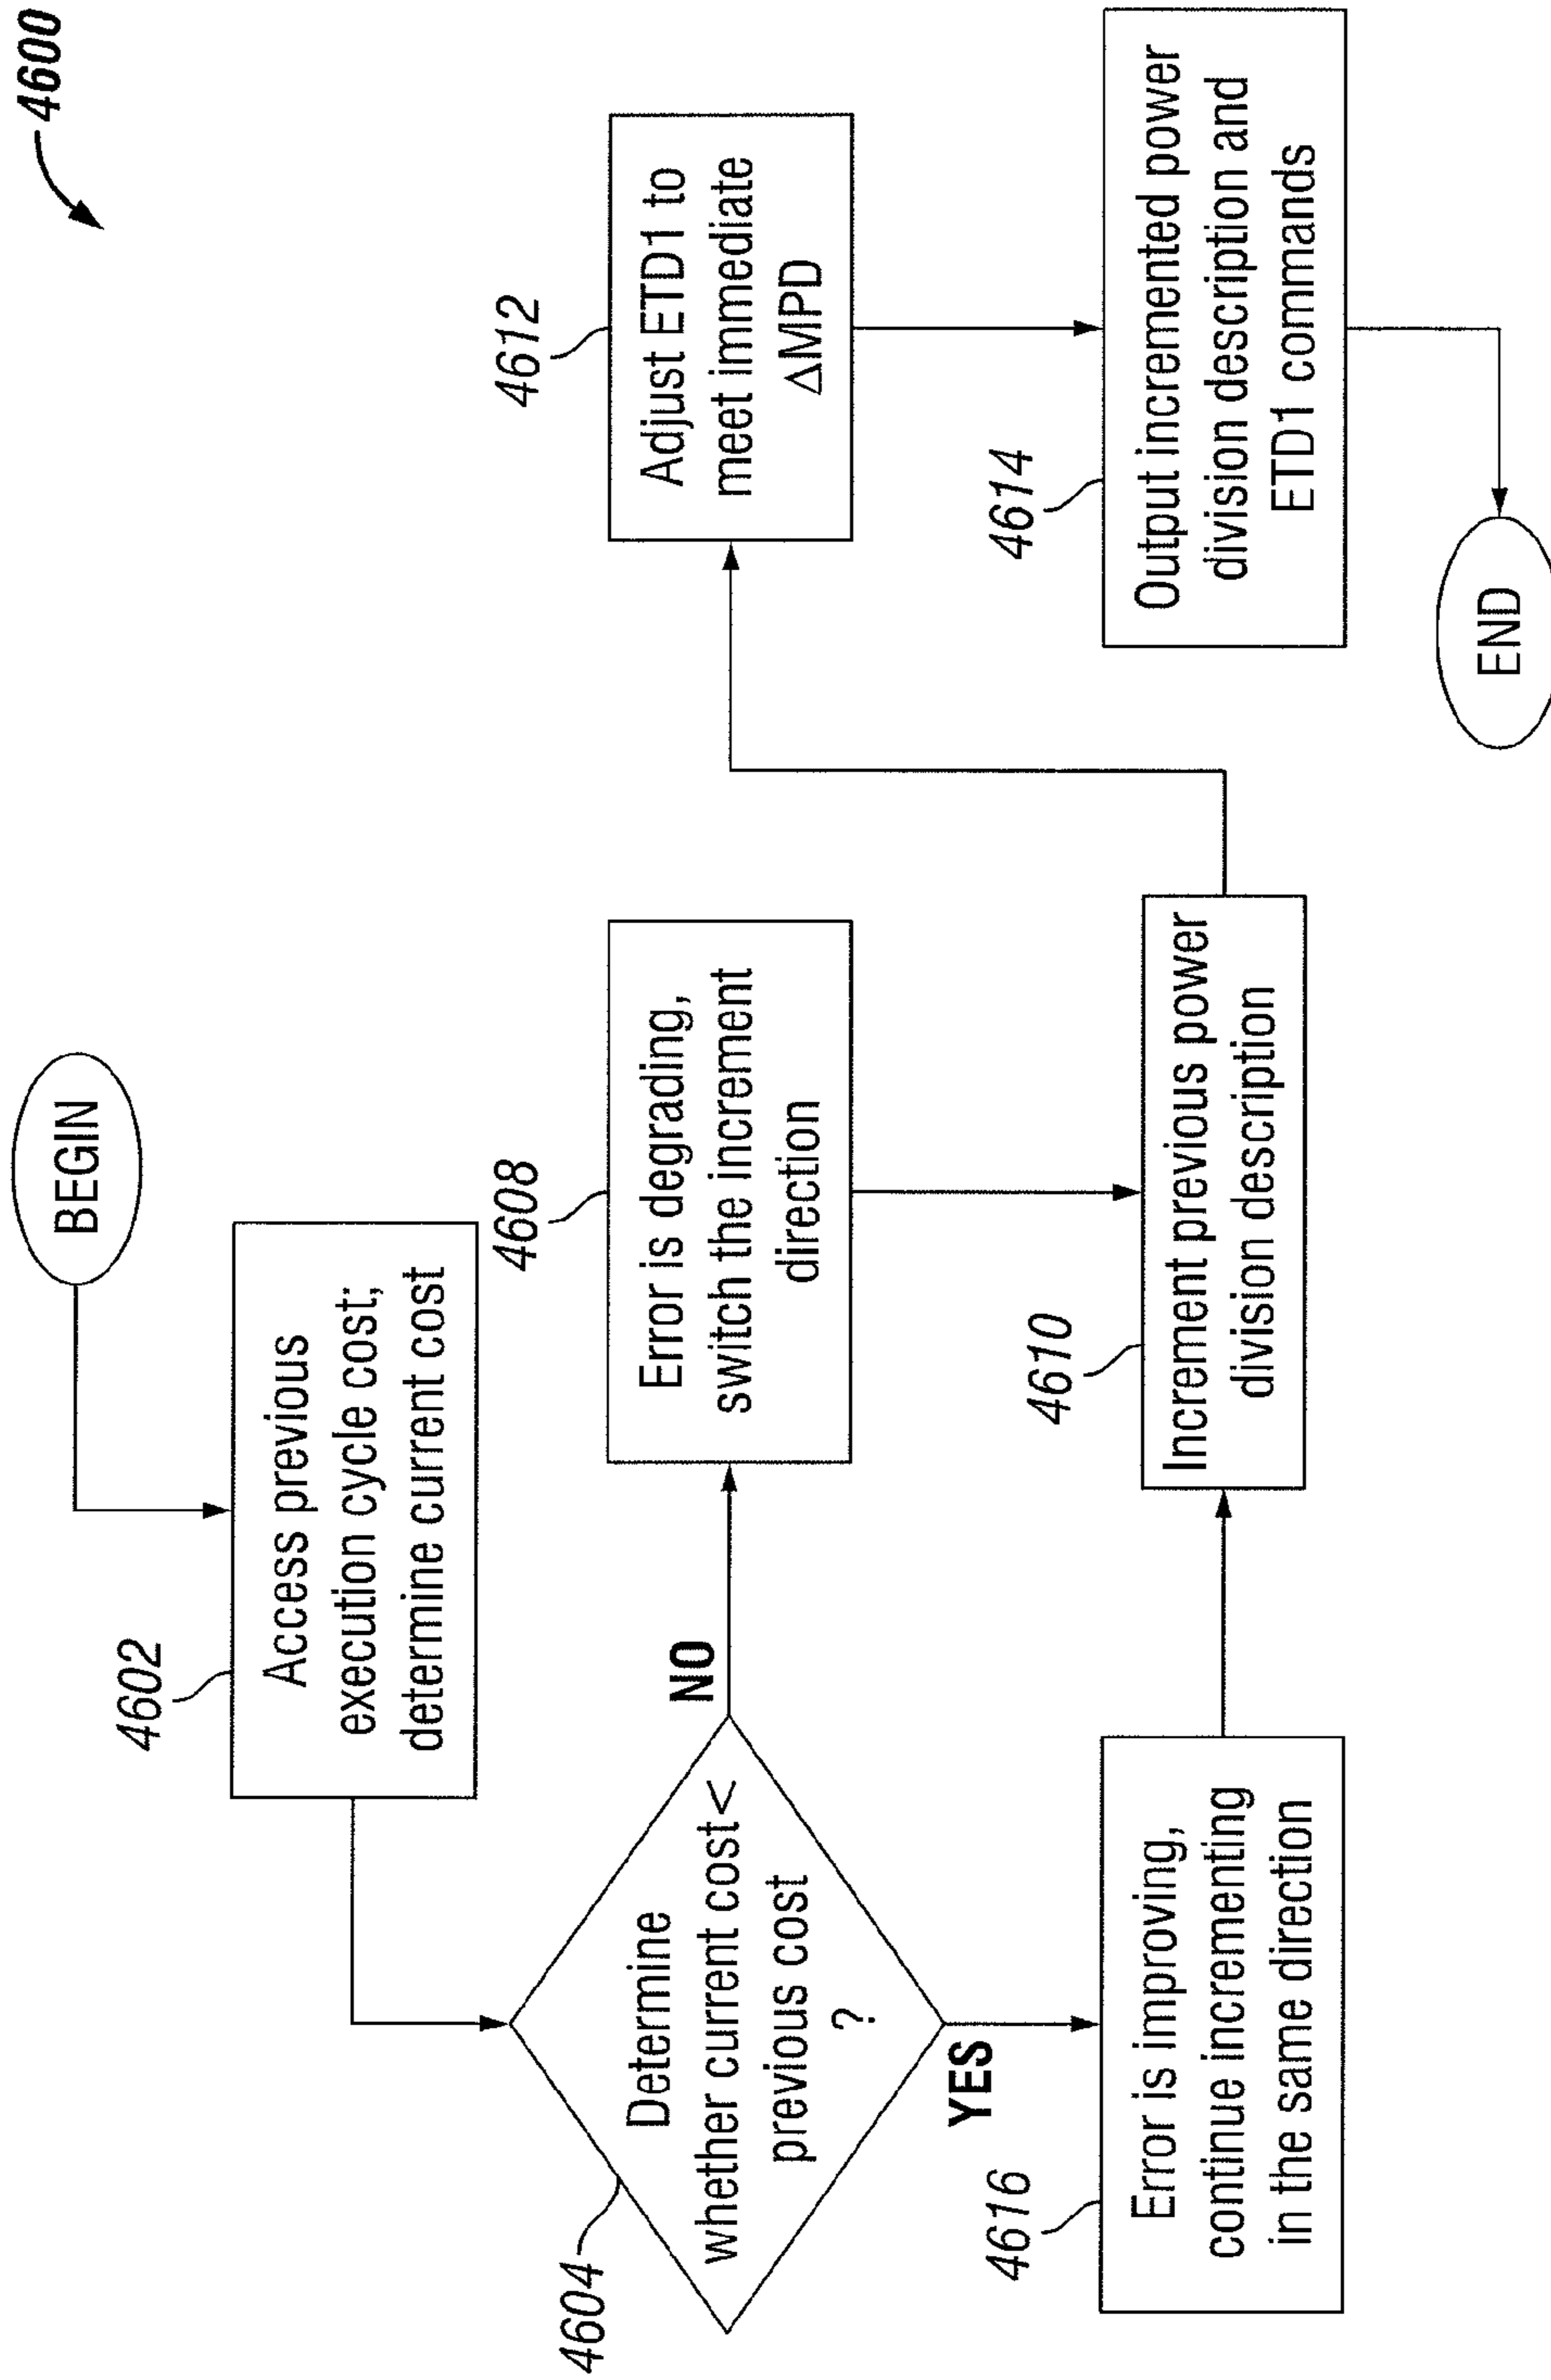 4600
BEGIN
4602
Access previous
execution cycle cost;
determine current cost
4604
Determine
whether current cost<
previous cost
?
NO
YES
4608
Error is degrading,
switch the increment
direction
4616
Error is improving,
continue incrementing
in the same direction
4610
Increment previous power
division description
4612
Adjust ETD1 to
meet immediate
ΔMPD
4614
Output incremented power
division description and
ETD1 commands
END